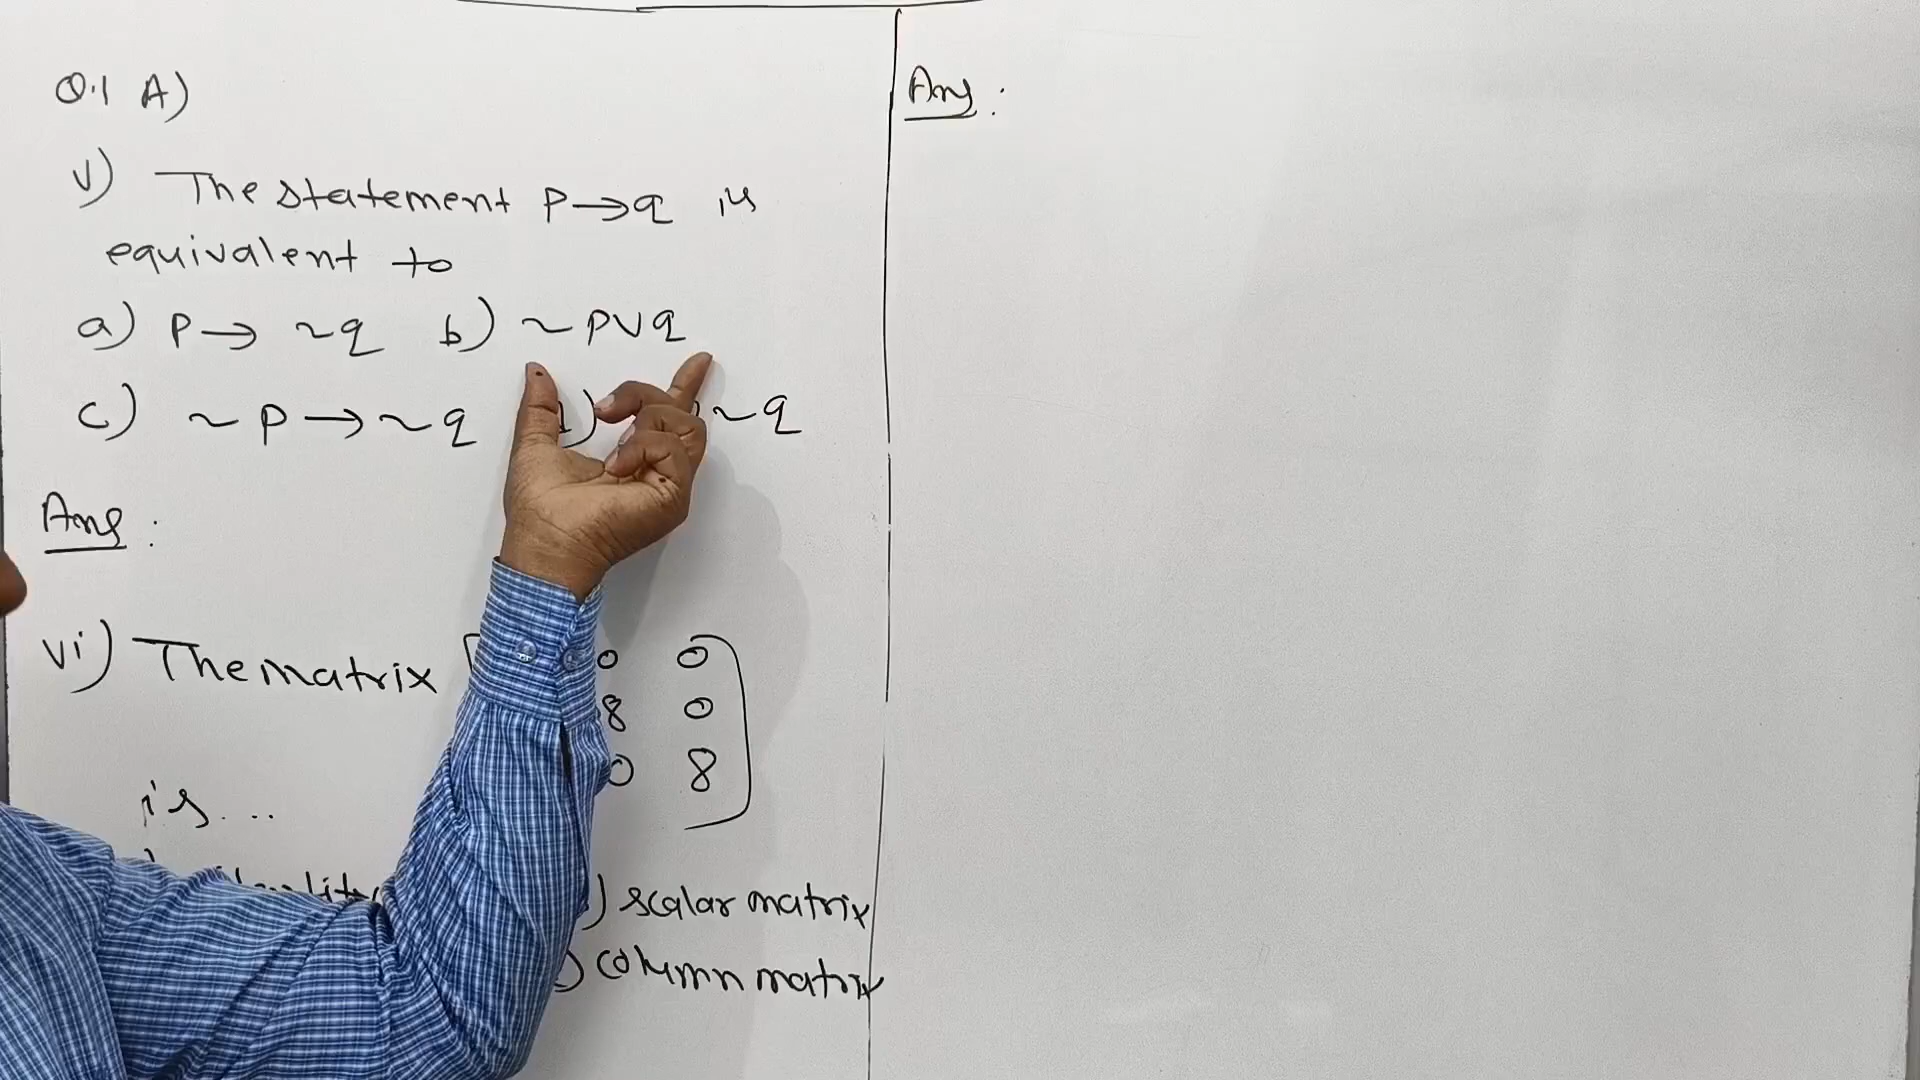 Q.1 A)
v) The statement p→q is
equivalent to
a) p→ ~q b) ~p∨q
c) ~p→~q ~q
Ans:
vi) The matrix 0 0
8 0
0 8
is...
scalar matrix
column matrix
Ans: